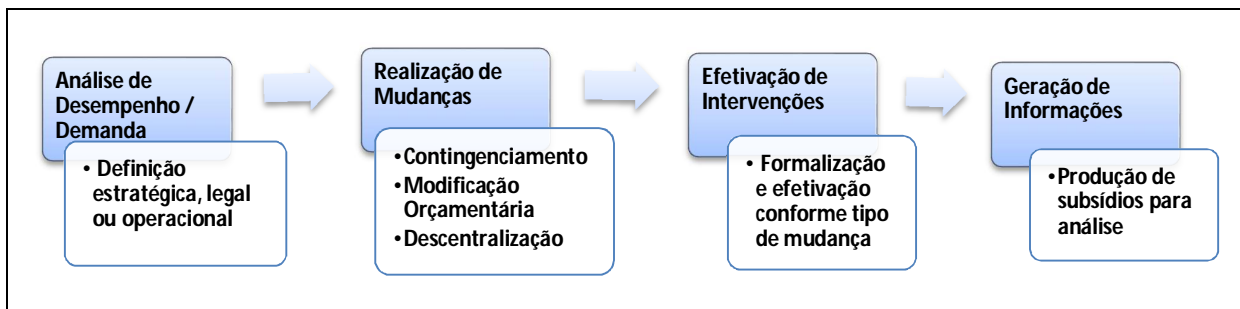 Análise de
Desempenho /
Demanda
• Definição
estratégica, legal
ou operacional
Realização de
Mudanças
•Contingenciamento
•Modificação
Orçamentária
•Descentralização
Efetivação de
Intervenções
• Formalização
e efetivação
conforme tipo
de mudança
Geração de
Informações
•Produção de
subsídios para
análise